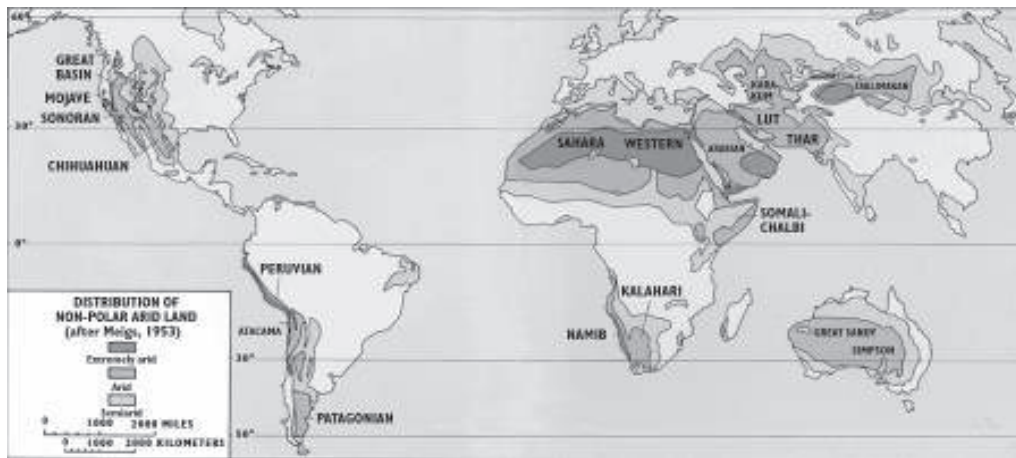 60°
GREAT
BASIN
MOJAVE
SONORAN
30°
CHIHUAHUAN
KARA
KUM
TAKLIMAKAN
LUT
THAR
SAHARA
WESTERN
ARABIAN
SOMALI-
CHALBI
0°
PERUVIAN
KALAHARI
ATACAMA
NAMIB
GREAT SANDY
SIMPSON
30°
PATAGONIAN
50°
DISTRIBUTION OF
NON-POLAR ARID LAND
(after Meigs, 1953)
Extremely arid
Arid
Semiarid
0 1000 2000 MILES
0 1000 2000 KILOMETERS